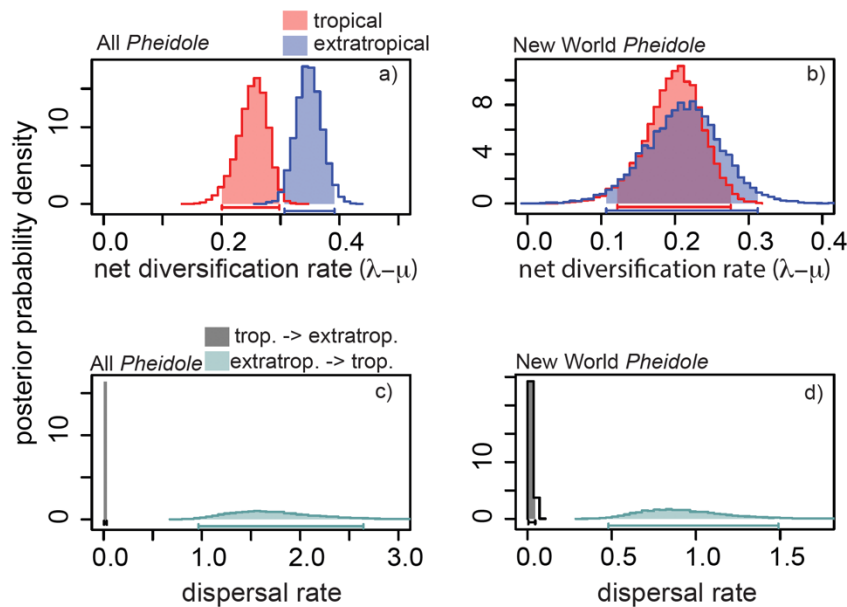 tropical
extratropical
All Pheidole
a)
New World Pheidole
b)
posterior prabability density
0 10
0.0 0.2 0.4
net diversification rate (λ−μ)
0 4 8
0.0 0.1 0.2 0.3 0.4
net diversification rate (λ−μ)
trop. -> extratrop.
extratrop. -> trop.
All Pheidole
c)
New World Pheidole
d)
0 10
0.0 1.0 2.0 3.0
dispersal rate
0 10
0.0 0.5 1.0 1.5
dispersal rate